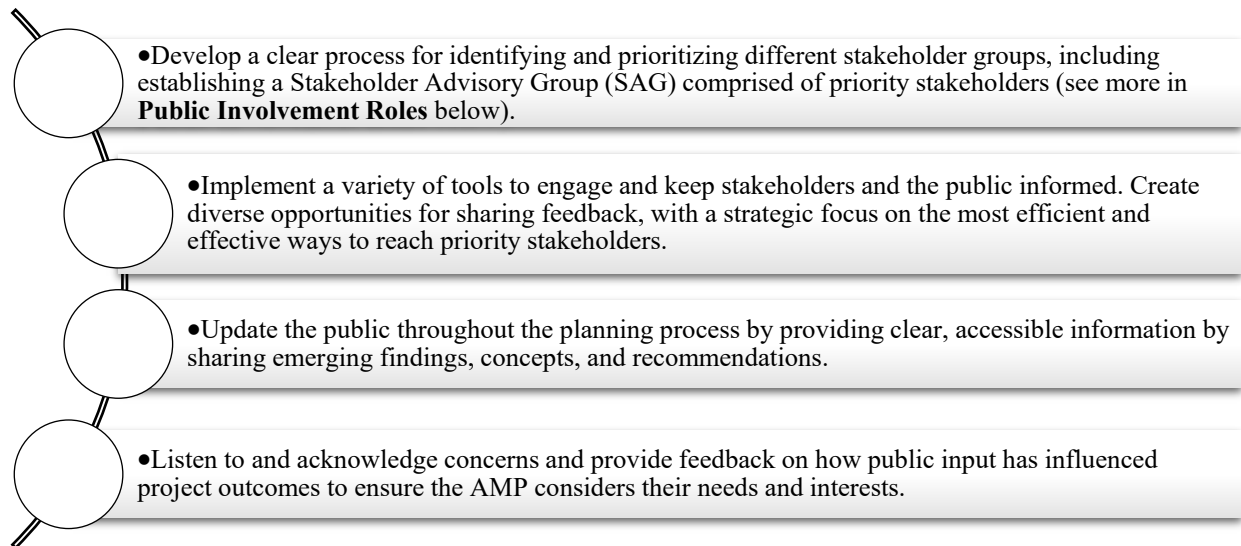 •Develop a clear process for identifying and prioritizing different stakeholder groups, including
establishing a Stakeholder Advisory Group (SAG) comprised of priority stakeholders (see more in
Public Involvement Roles below).
•Implement a variety of tools to engage and keep stakeholders and the public informed. Create
diverse opportunities for sharing feedback, with a strategic focus on the most efficient and
effective ways to reach priority stakeholders.
•Update the public throughout the planning process by providing clear, accessible information by
sharing emerging findings, concepts, and recommendations.
•Listen to and acknowledge concerns and provide feedback on how public input has influenced
project outcomes to ensure the AMP considers their needs and interests.